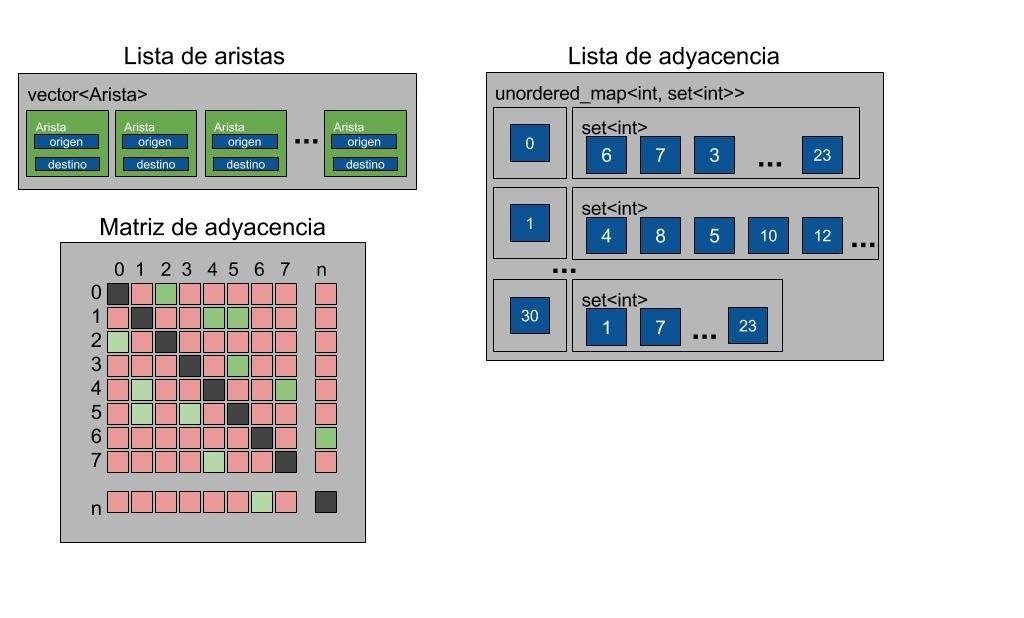 Lista de aristas
vector<Arista>
Arista Arista Arista Arista
origen origen origen ... origen
destino destino destino destino
Matriz de adyacencia
0 1 2 3 4 5 6 7 n
0
1
2
3
4
5
6
7
n
Lista de adyacencia
unordered_map<int, set<int>>
set<int>
0 6 7 3 ... 23
set<int>
1 4 8 5 10 12 ...
...
set<int>
30 1 7 ... 23